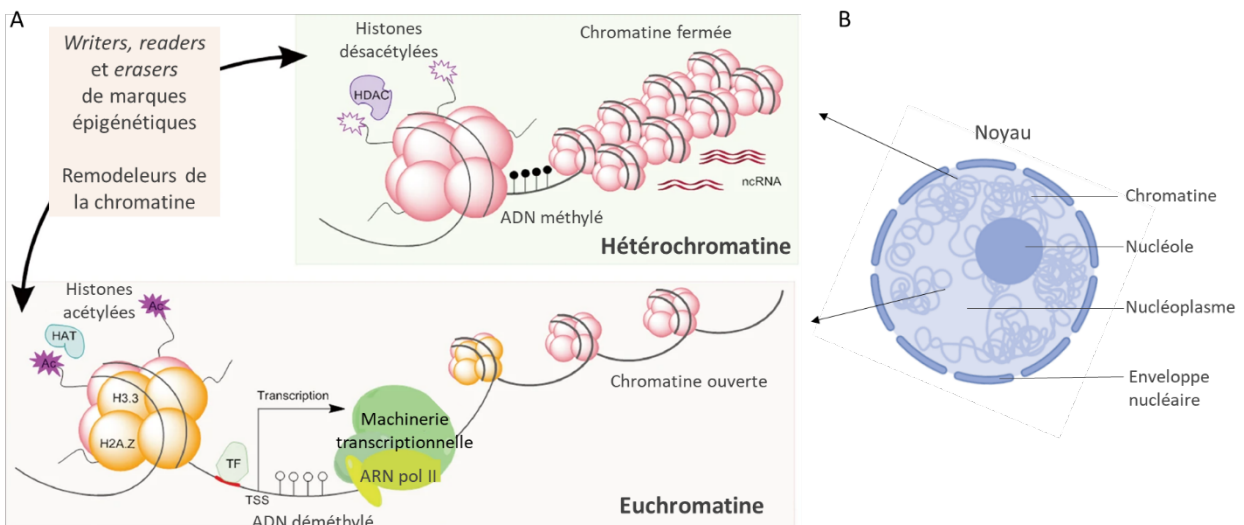 A
Writers, readers
et erasers
de marques
épigénétiques
Remodeleurs de
la chromatine
Histones
désacétylées
HDAC
Chromatine fermée
ncRNA
ADN méthylé
Hétérochromatine
Histones
acétylées
Ac
HAT
Ac
H3.3
H2A.Z
TF
Transcription
TSS
ADN déméthylé
Machinerie
transcriptionnelle
ARN pol II
Chromatine ouverte
Euchromatine
B
Noyau
Chromatine
Nucléole
Nucléoplasme
Enveloppe
nucléaire